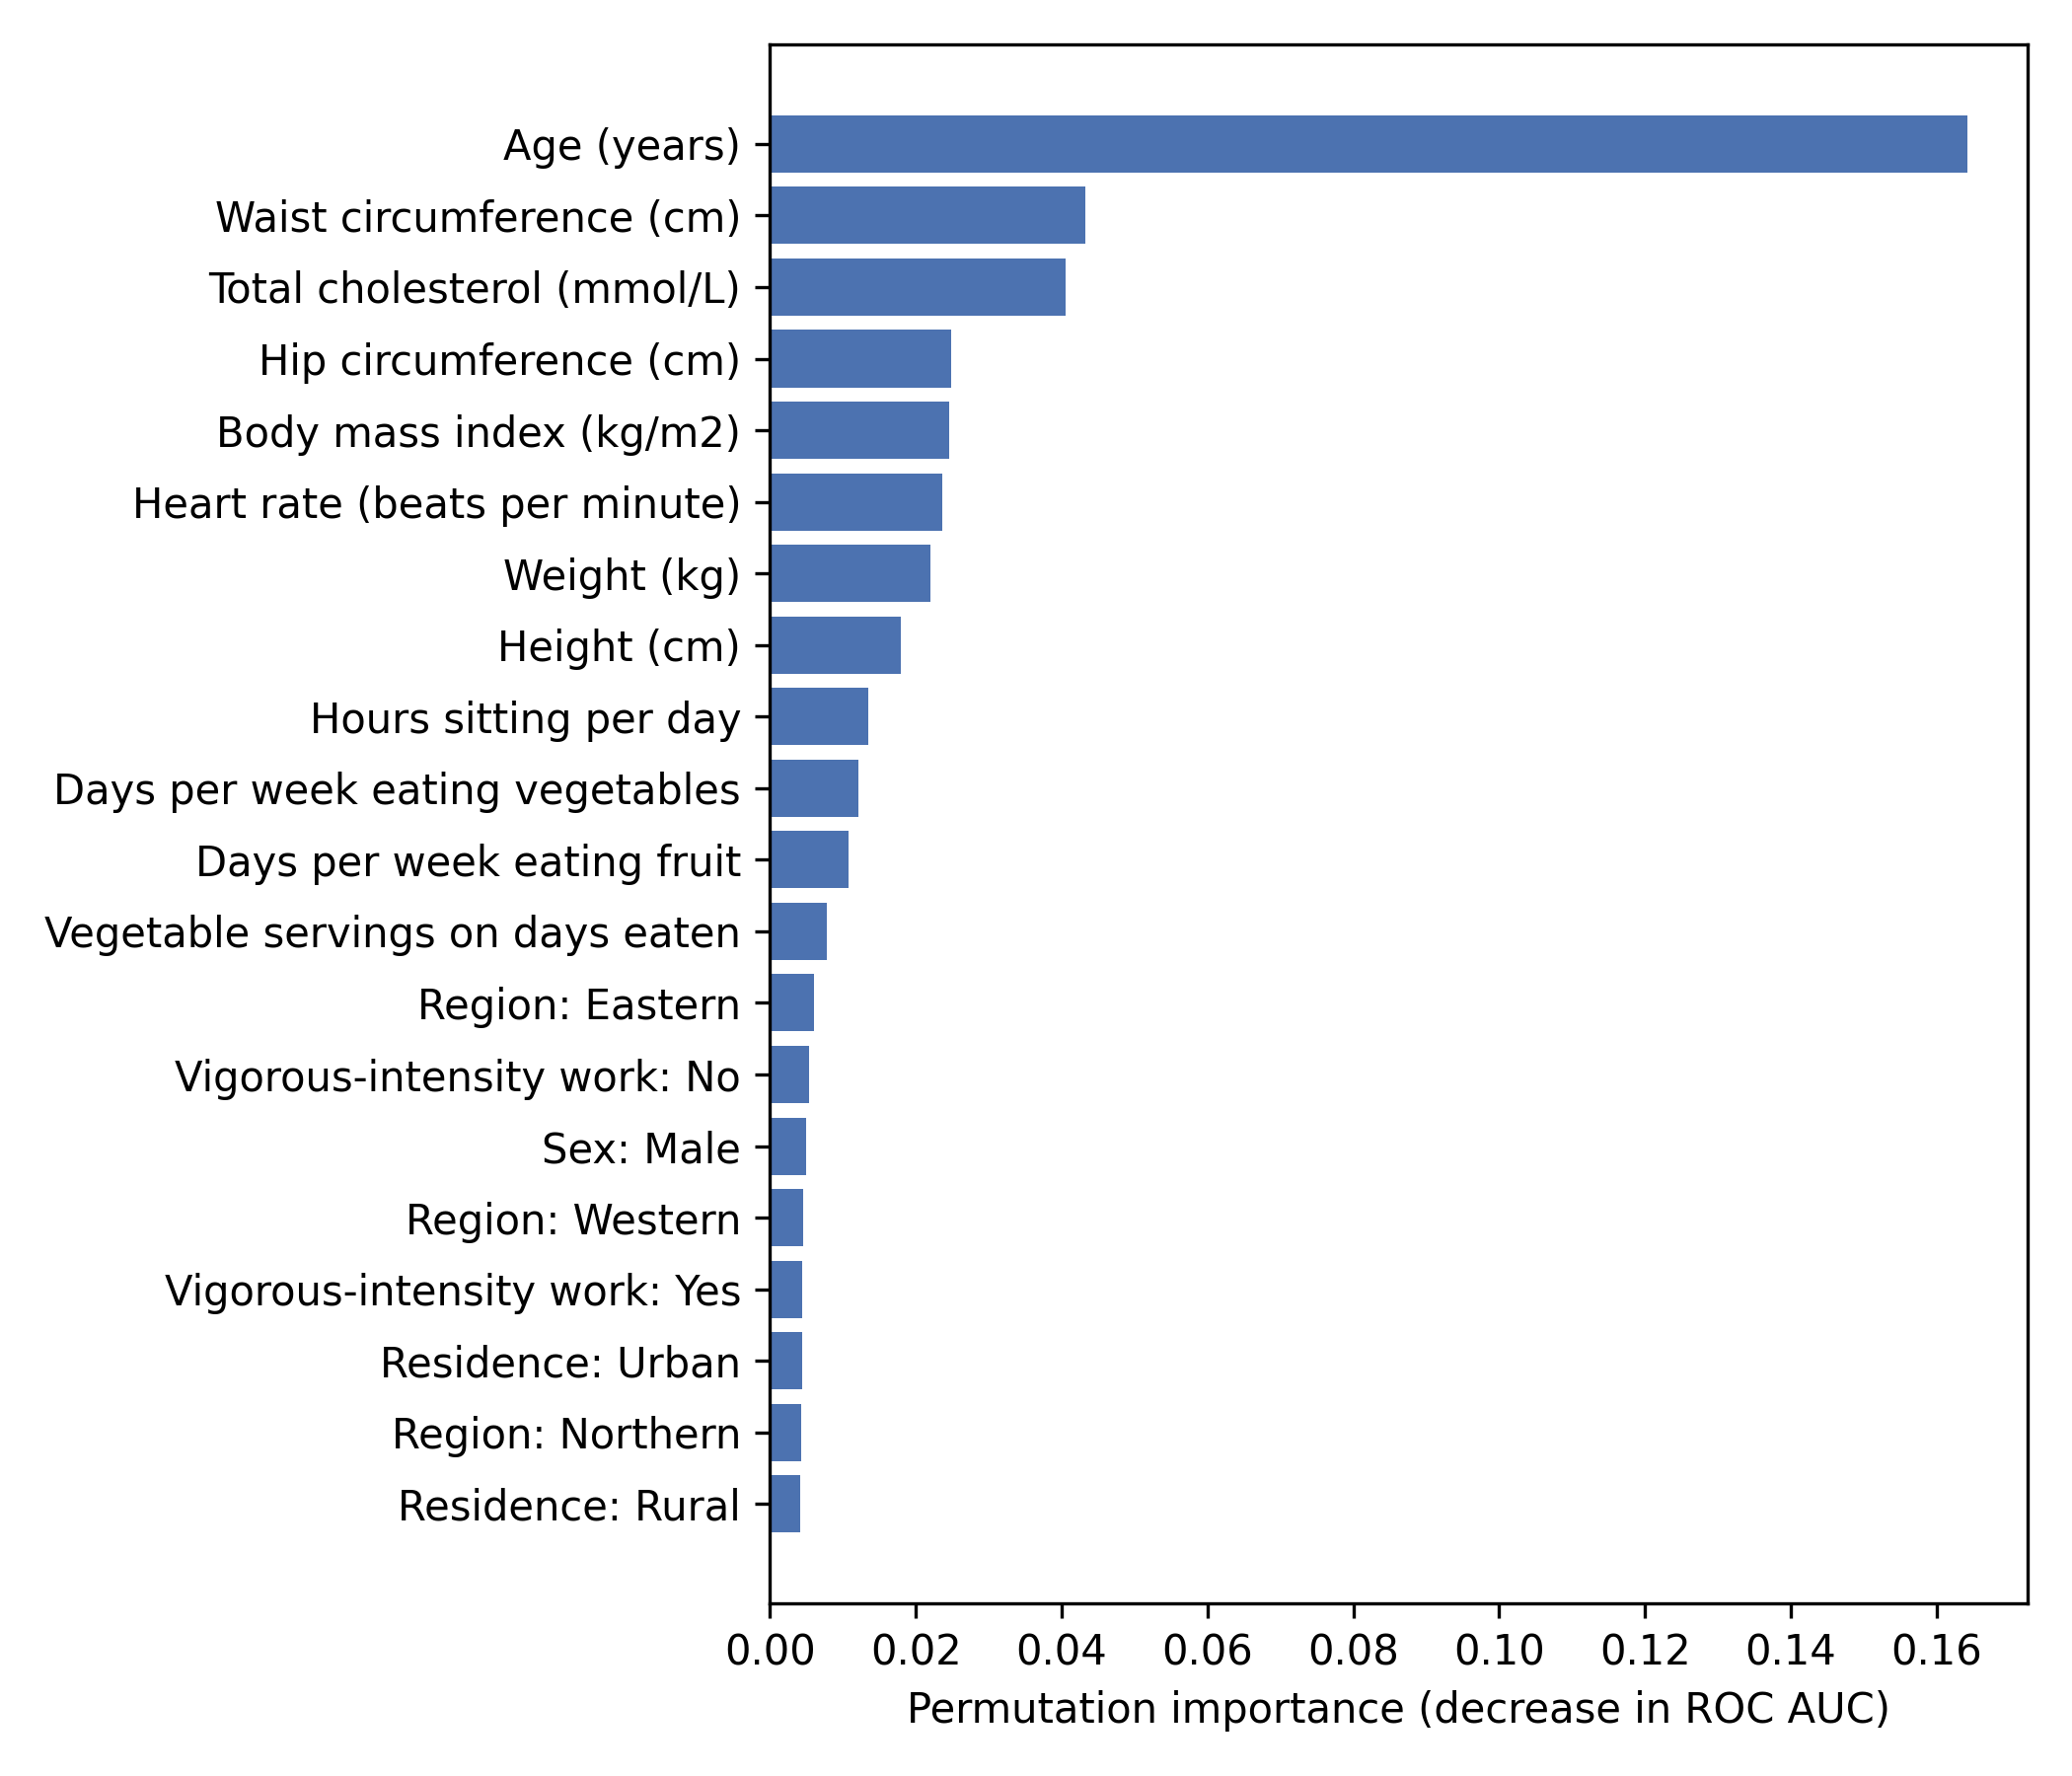 Age (years)
Waist circumference (cm)
Total cholesterol (mmol/L)
Hip circumference (cm)
Body mass index (kg/m2)
Heart rate (beats per minute)
Weight (kg)
Height (cm)
Hours sitting per day
Days per week eating vegetables
Days per week eating fruit
Vegetable servings on days eaten
Region: Eastern
Vigorous-intensity work: No
Sex: Male
Region: Western
Vigorous-intensity work: Yes
Residence: Urban
Region: Northern
Residence: Rural
0.00 0.02 0.04 0.06 0.08 0.10 0.12 0.14 0.16
Permutation importance (decrease in ROC AUC)